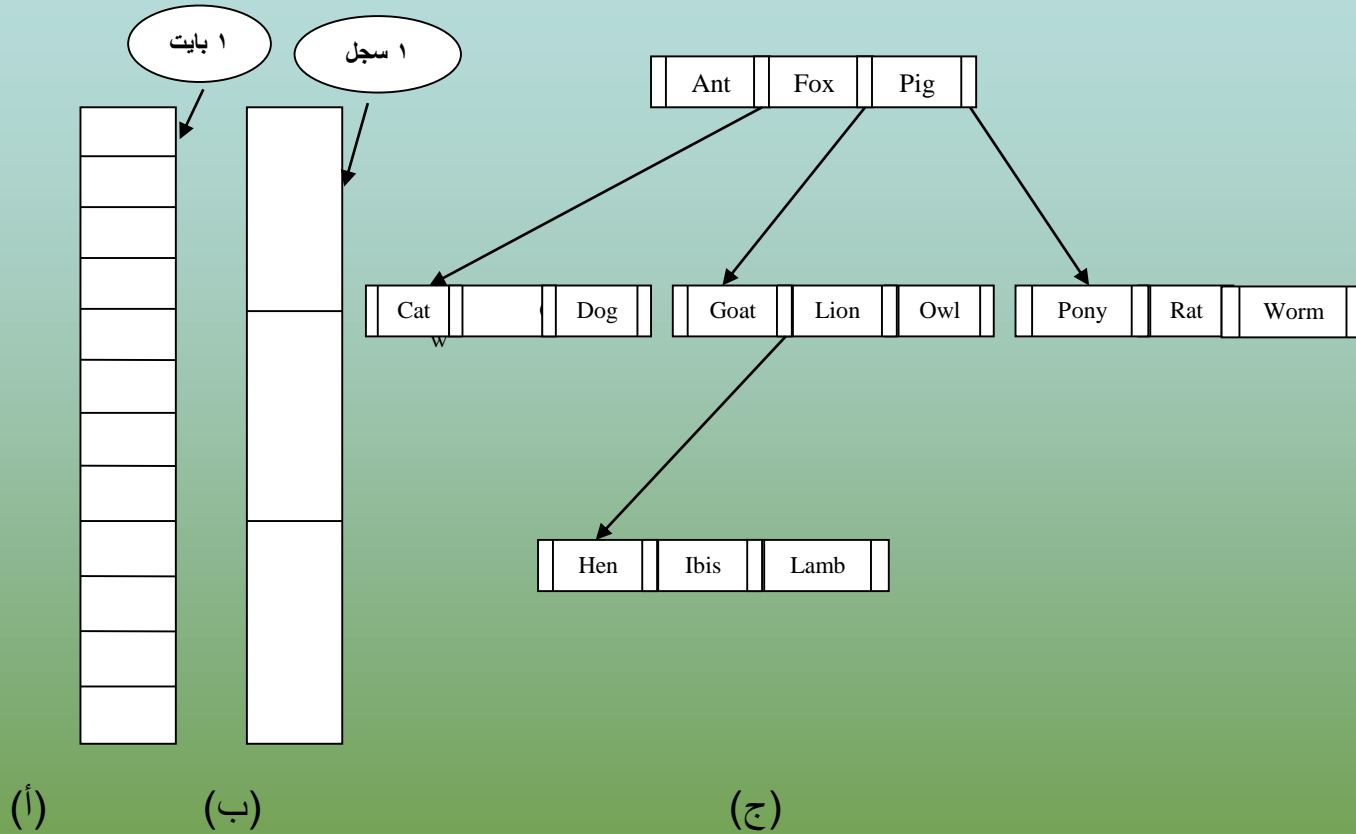 ١ بايت
١ سجل
Ant Fox Pig
Cat Dog Goat Lion Owl Pony Rat Worm
w
Hen Ibis Lamb
(أ) (ب) (ج)